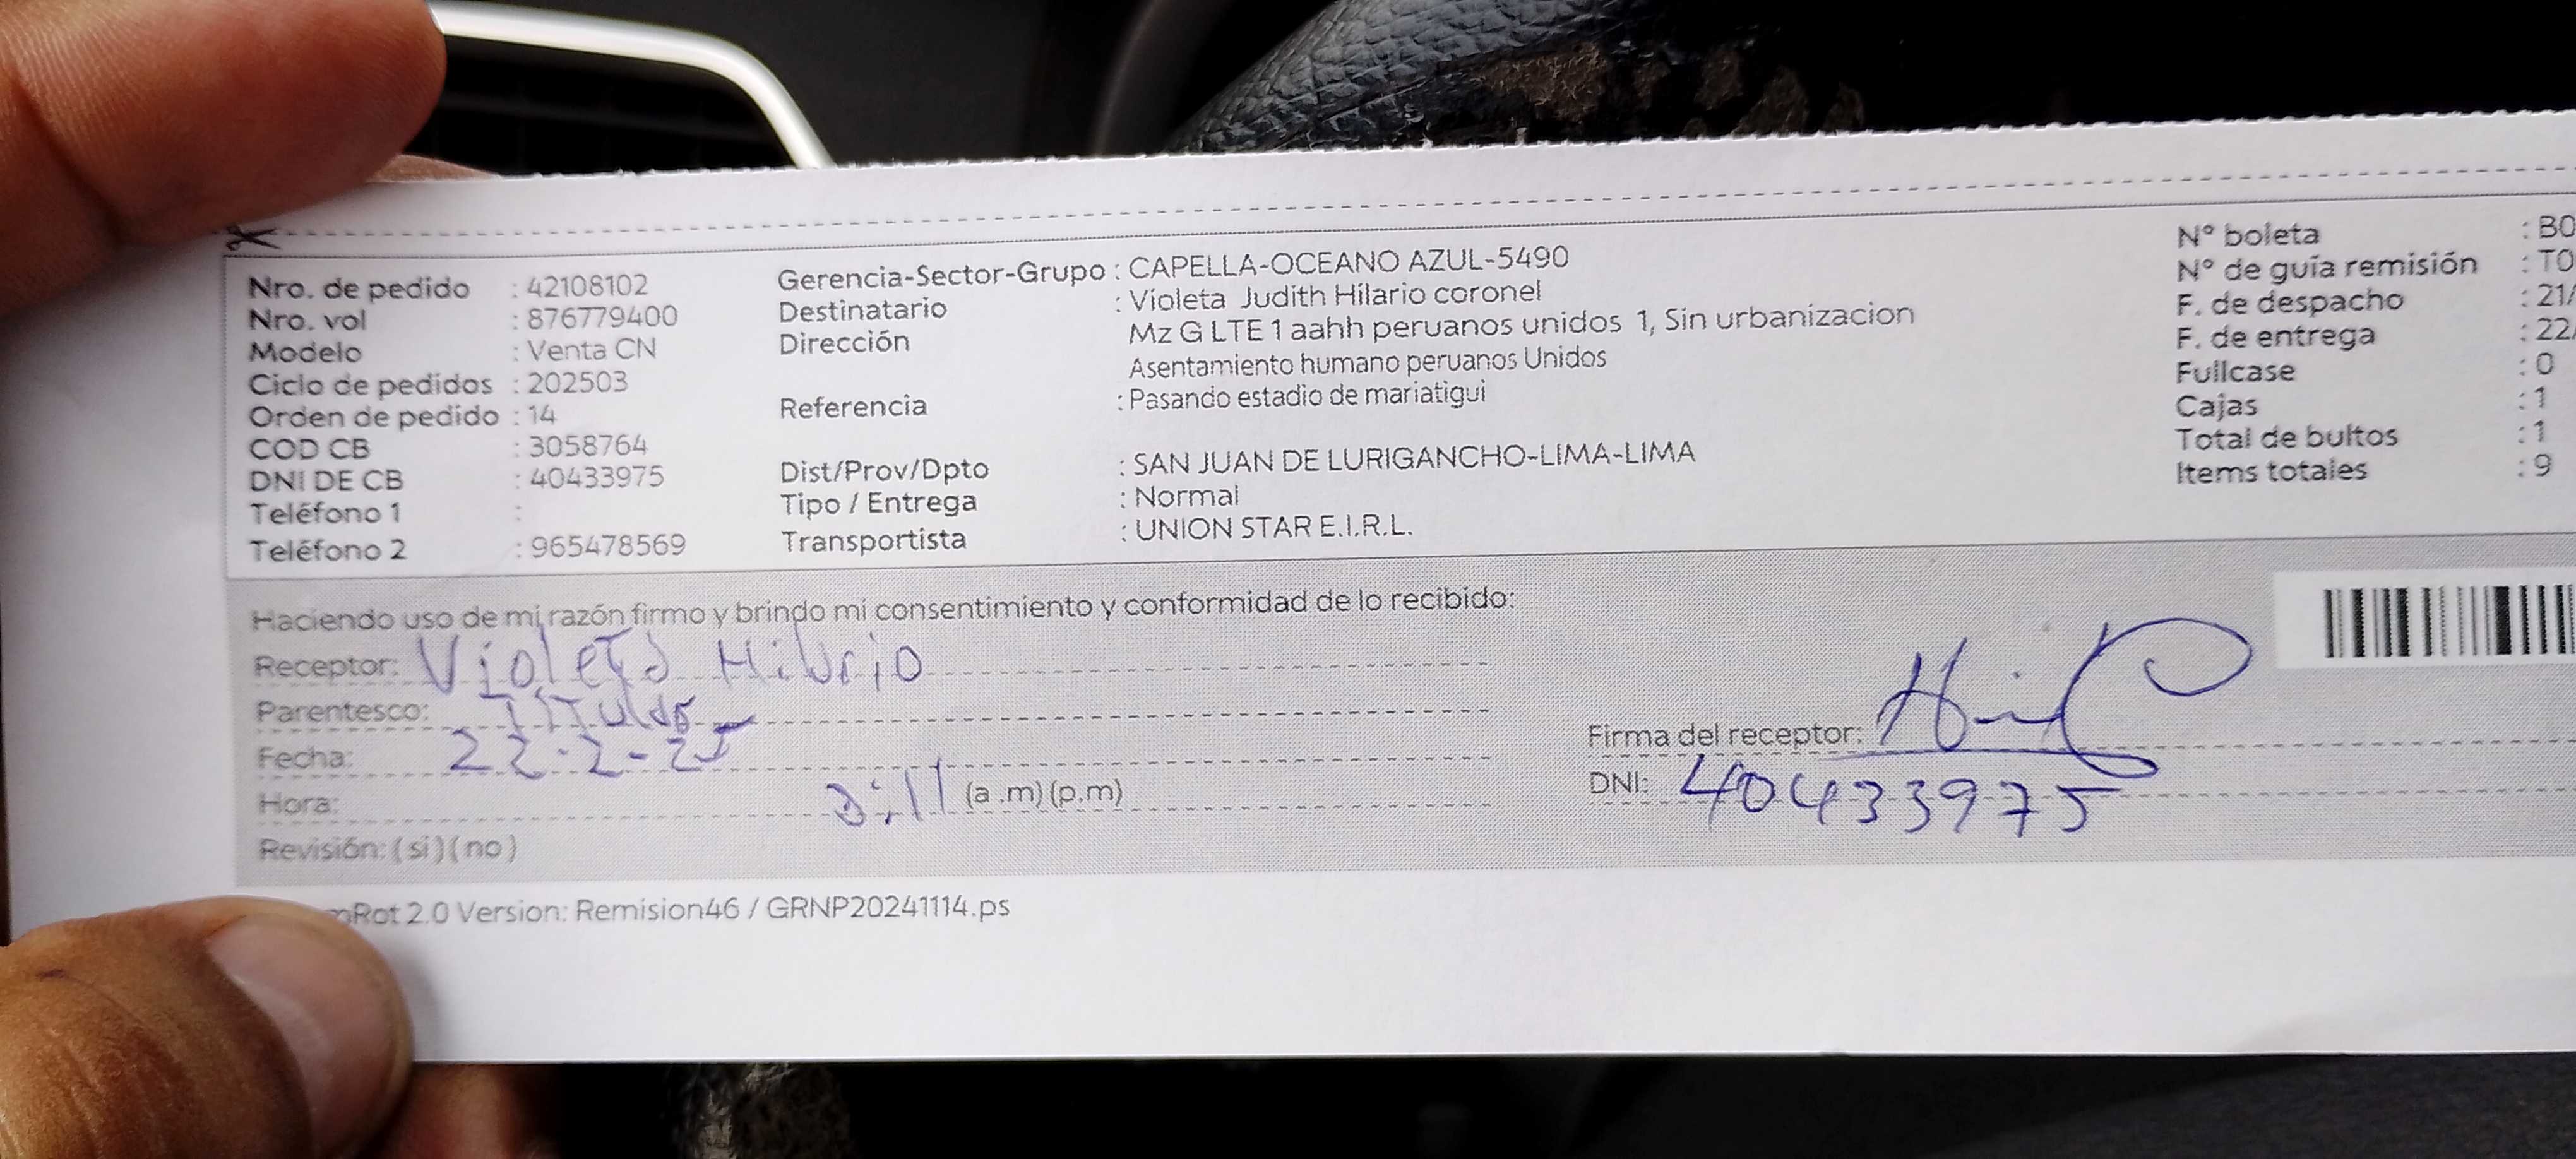 Nro. de pedido : 42108102
Nro. vol : 876779400
Modelo : Venta CN
Ciclo de pedidos : 202503
Orden de pedido : 14
COD CB : 3058764
DNI DE CB : 40433975
Teléfono 1 :
Teléfono 2 : 965478569
Gerencia-Sector-Grupo : CAPELLA-OCEANO AZUL-5490
Destinatario : Violeta Judith Hilario coronel
Dirección Mz G LTE 1 aahh peruanos unidos 1, Sin urbanizacion
Asentamiento humano peruanos Unidos
Referencia : Pasando estadio de mariatigui
Dist/Prov/Dpto : SAN JUAN DE LURIGANCHO-LIMA-LIMA
Tipo / Entrega : Normal
Transportista : UNION STAR E.I.R.L.
N° boleta : B0
N° de guía remisión : T0
F. de despacho : 21/
F. de entrega : 22/
Fullcase : 0
Cajas : 1
Total de bultos : 1
Items totales : 9
Haciendo uso de mi razón firmo y brindo mi consentimiento y conformidad de lo recibido:
Receptor: Violeta Hilario
Parentesco:
Fecha: 22-2-25
Hora: (a .m) (p.m)
Revisión: ( si ) ( no )
Firma del receptor:
DNI: 40433975
mRot 2.0 Version: Remision46 / GRNP20241114.ps